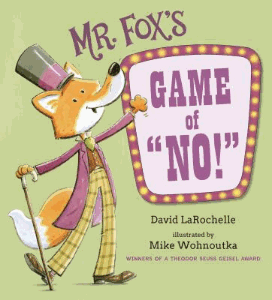 MR. FOX'S
GAME
of
"NO!"
David LaRochelle
illustrated by
Mike Wohnoutka
WINNERS OF A THEODOR SEUSS GEISEL AWARD